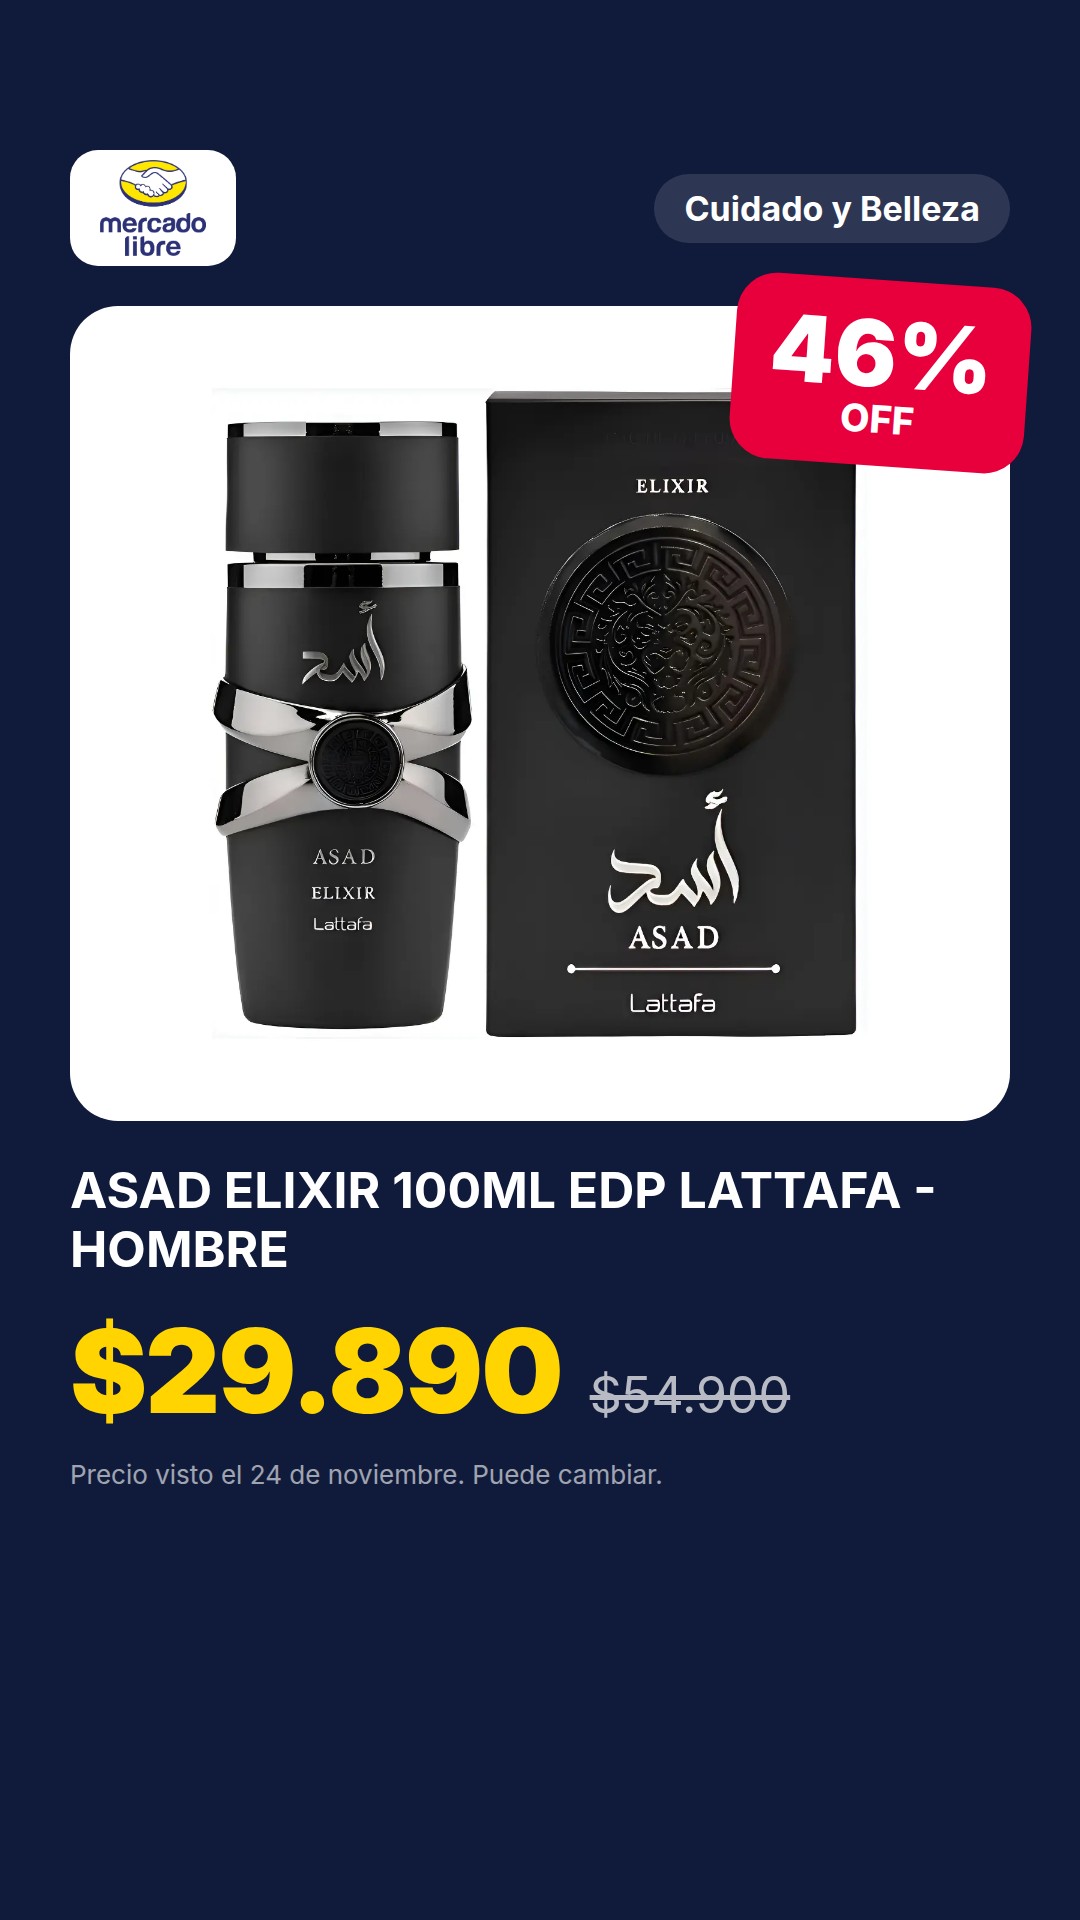 mercado
libre
Cuidado y Belleza
46%
OFF
ELIXIR
أسد
ASAD
ELIXIR
Lattafa
أسد
ASAD
Lattafa
ASAD ELIXIR 100ML EDP LATTAFA -
HOMBRE
$29.890 $54.900
Precio visto el 24 de noviembre. Puede cambiar.